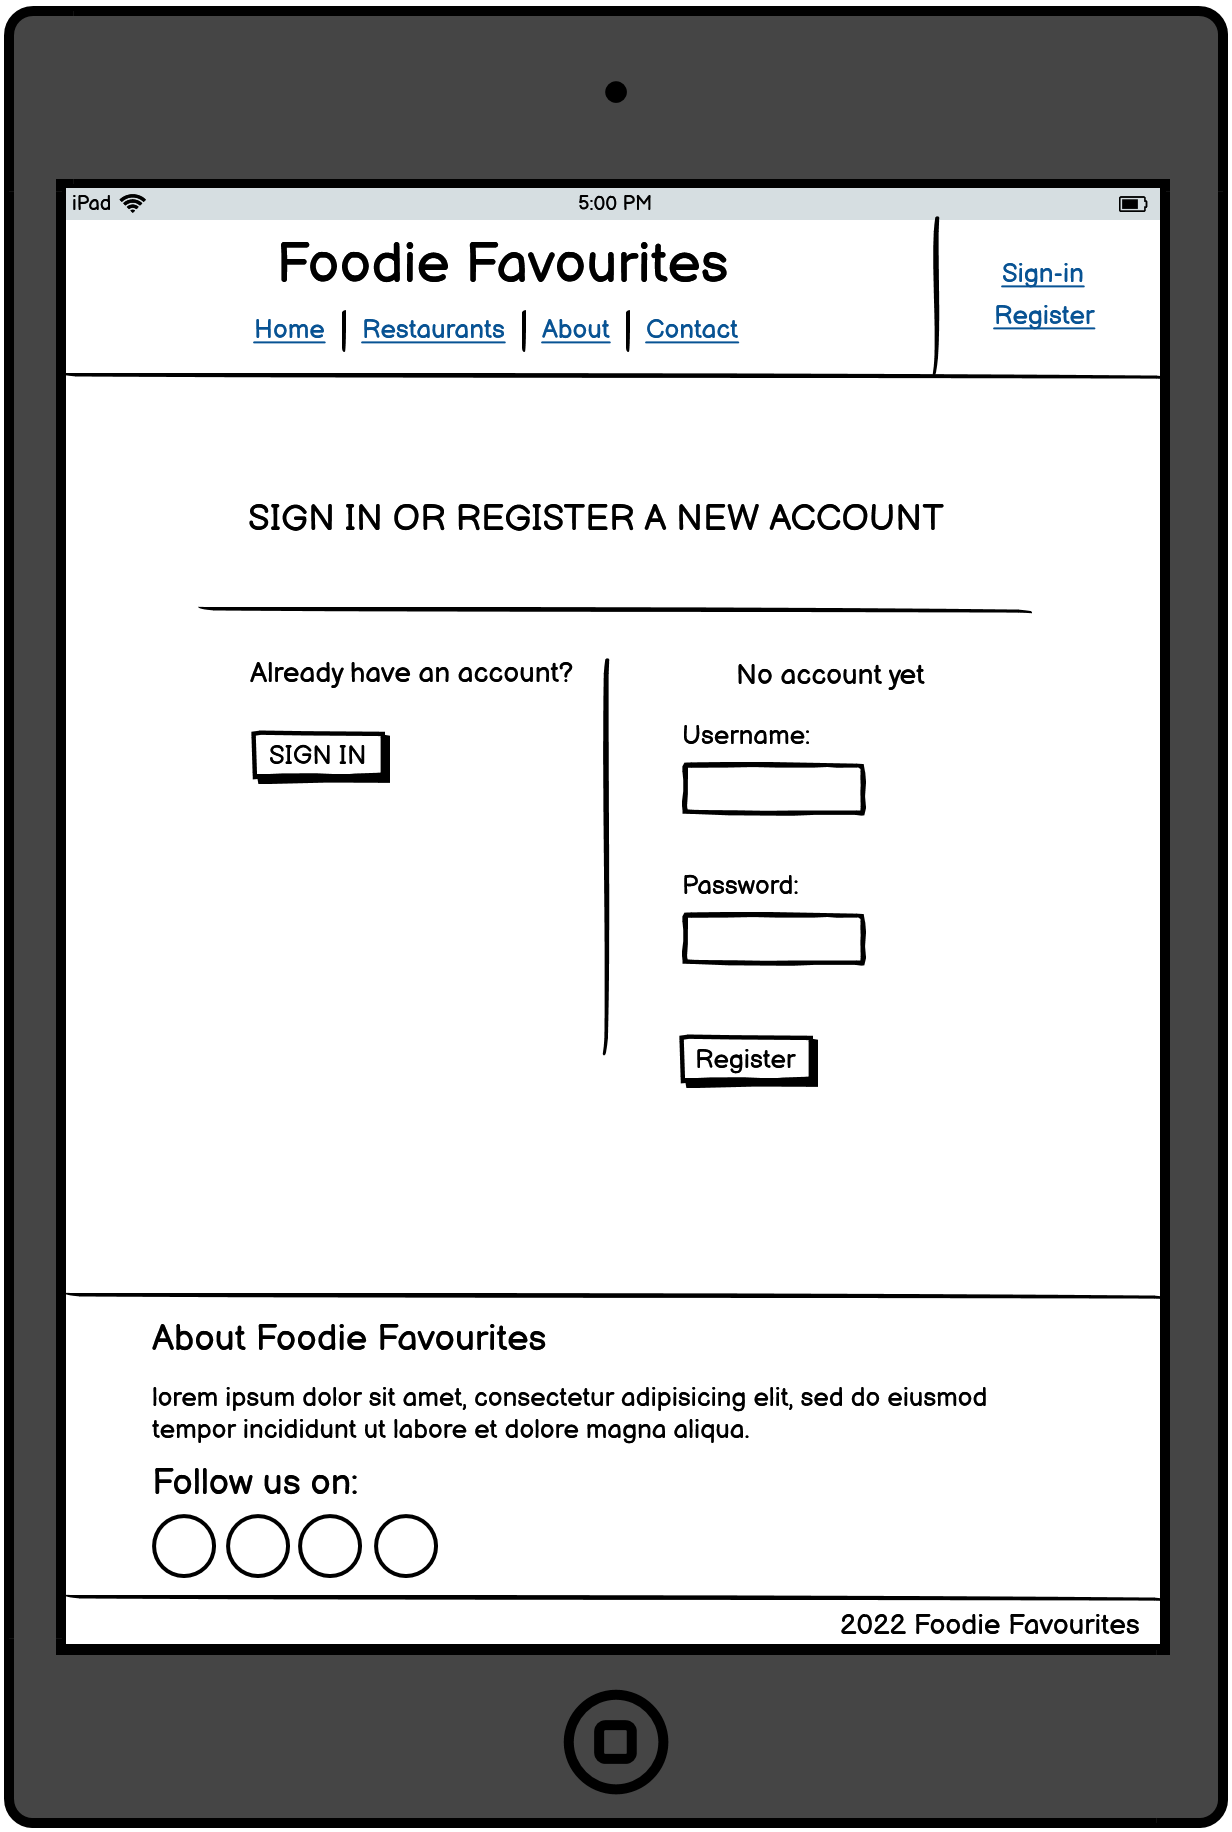 iPad 5:00 PM
Foodie Favourites
Home Restaurants About Contact
Sign-in
Register
SIGN IN OR REGISTER A NEW ACCOUNT
Already have an account?
SIGN IN
No account yet
Username:
Password:
Register
About Foodie Favourites
lorem ipsum dolor sit amet, consectetur adipisicing elit, sed do eiusmod
tempor incididunt ut labore et dolore magna aliqua.
Follow us on:
2022 Foodie Favourites